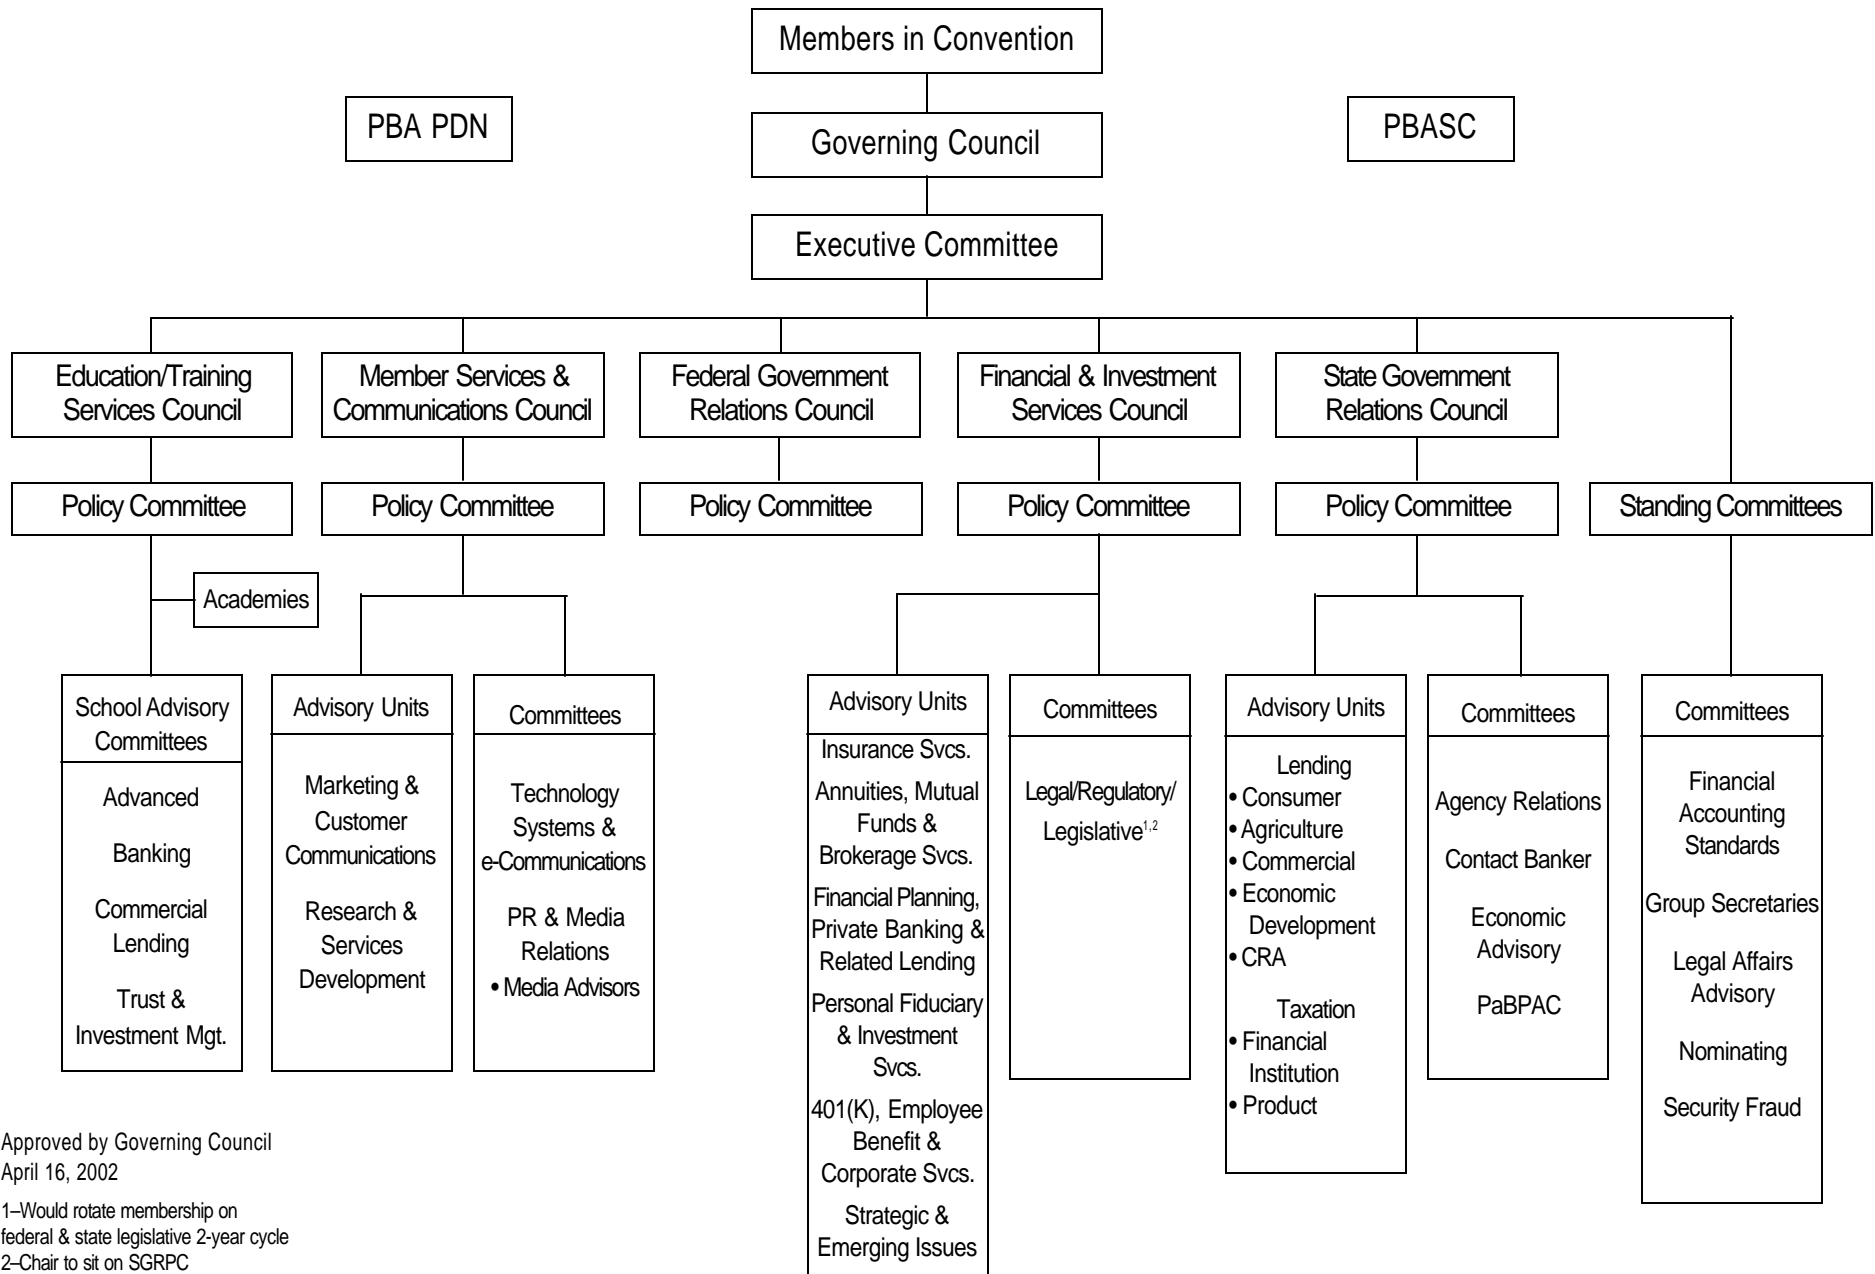 Members in Convention
PBA PDN
Governing Council
PBASC
Executive Committee
Education/Training
Services Council
Member Services &
Communications Council
Federal Government
Relations Council
Financial & Investment
Services Council
State Government
Relations Council
Policy Committee
Policy Committee
Policy Committee
Policy Committee
Policy Committee
Standing Committees
Academies
School Advisory
Committees
Advanced
Banking
Commercial
Lending
Trust &
Investment Mgt.
Advisory Units
Marketing &
Customer
Communications
Research &
Services
Development
Committees
Technology
Systems &
e-Communications
PR & Media
Relations
• Media Advisors
Advisory Units
Insurance Svcs.
Annuities, Mutual
Funds &
Brokerage Svcs.
Financial Planning,
Private Banking &
Related Lending
Personal Fiduciary
& Investment
Svcs.
401(K), Employee
Benefit &
Corporate Svcs.
Strategic &
Emerging Issues
Committees
Legal/Regulatory/
Legislative1,2
Advisory Units
Lending
• Consumer
• Agriculture
• Commercial
• Economic
Development
• CRA
Taxation
• Financial
Institution
• Product
Committees
Agency Relations
Contact Banker
Economic
Advisory
PaBPAC
Committees
Financial
Accounting
Standards
Group Secretaries
Legal Affairs
Advisory
Nominating
Security Fraud
Approved by Governing Council
April 16, 2002
1–Would rotate membership on
federal & state legislative 2-year cycle
2–Chair to sit on SGRPC